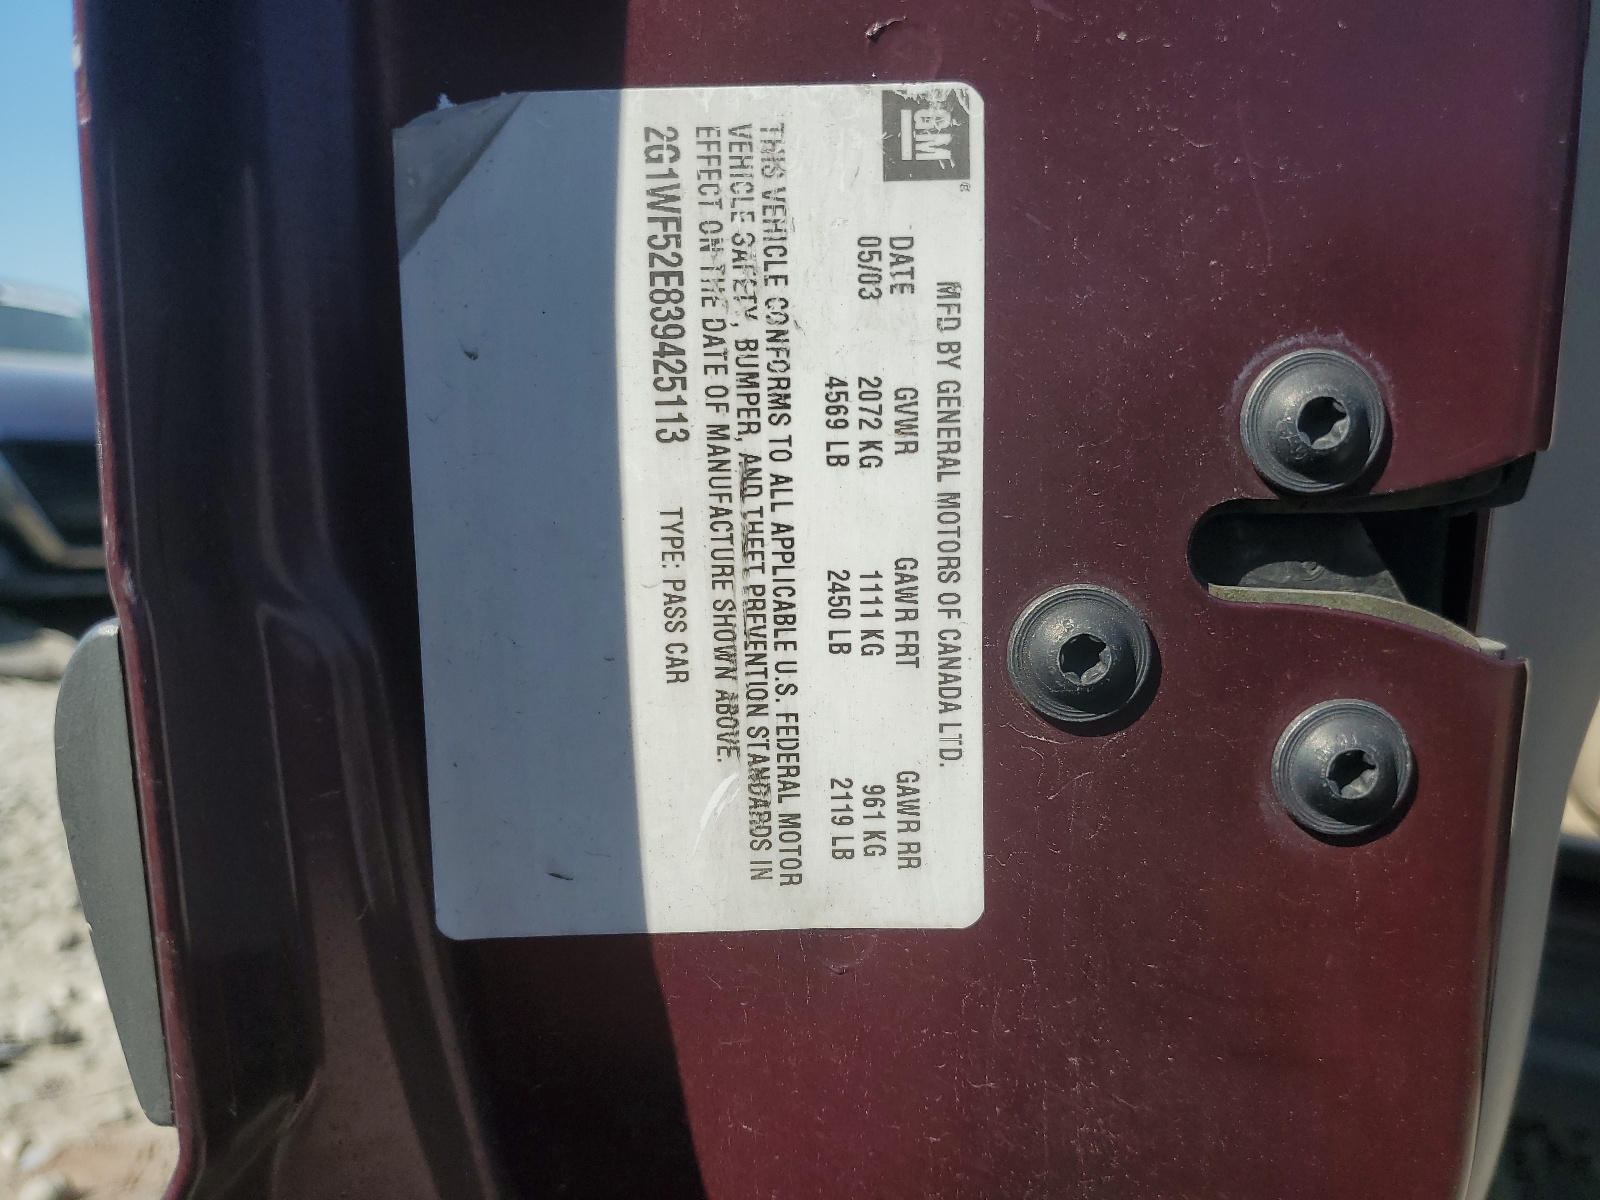 GM®
MFD BY GENERAL MOTORS OF CANADA LTD.
DATE GVWR GAWR FRT GAWR RR
05/03 2072 KG 1111 KG 961 KG
4569 LB 2450 LB 2119 LB
THIS VEHICLE CONFORMS TO ALL APPLICABLE U.S. FEDERAL MOTOR
VEHICLE SAFETY, BUMPER, AND THEFT PREVENTION STANDARDS IN
EFFECT ON THE DATE OF MANUFACTURE SHOWN ABOVE.
2G1WF52E839425113 TYPE: PASS CAR